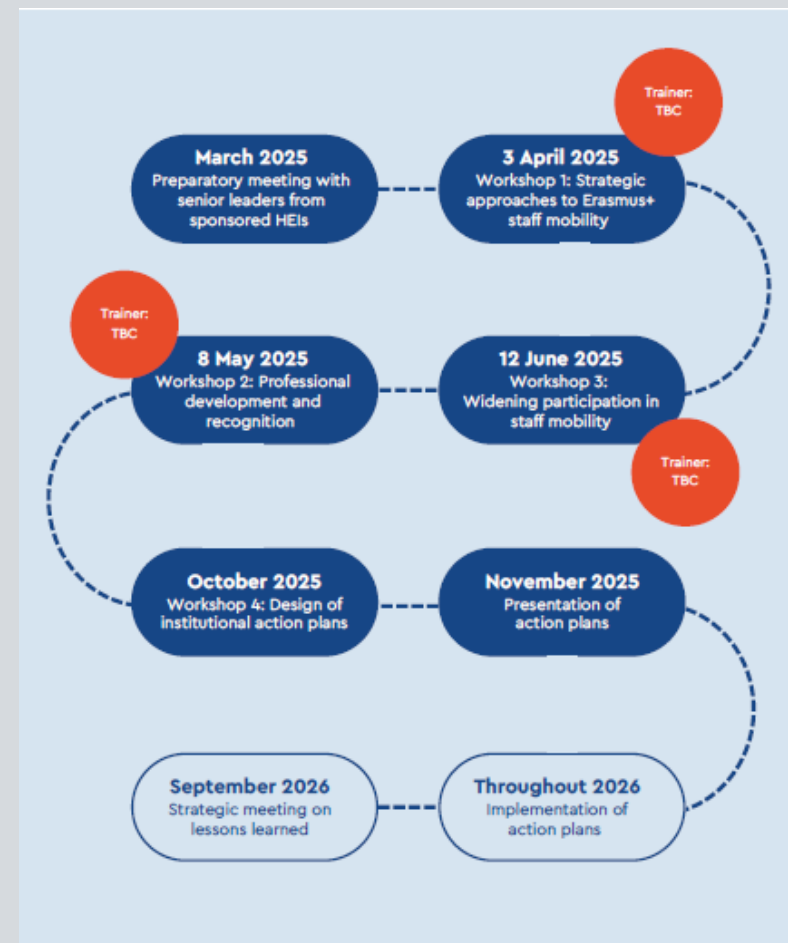 Trainer:
TBC
March 2025
Preparatory meeting with
senior leaders from
sponsored HEIs
3 April 2025
Workshop 1: Strategic
approaches to Erasmus+
staff mobility
Trainer:
TBC
8 May 2025
Workshop 2: Professional
development and
recognition
12 June 2025
Workshop 3:
Widening participation in
staff mobility
Trainer:
TBC
October 2025
Workshop 4: Design of
institutional action plans
November 2025
Presentation of
action plans
September 2026
Strategic meeting on
lessons learned
Throughout 2026
Implementation of
action plans